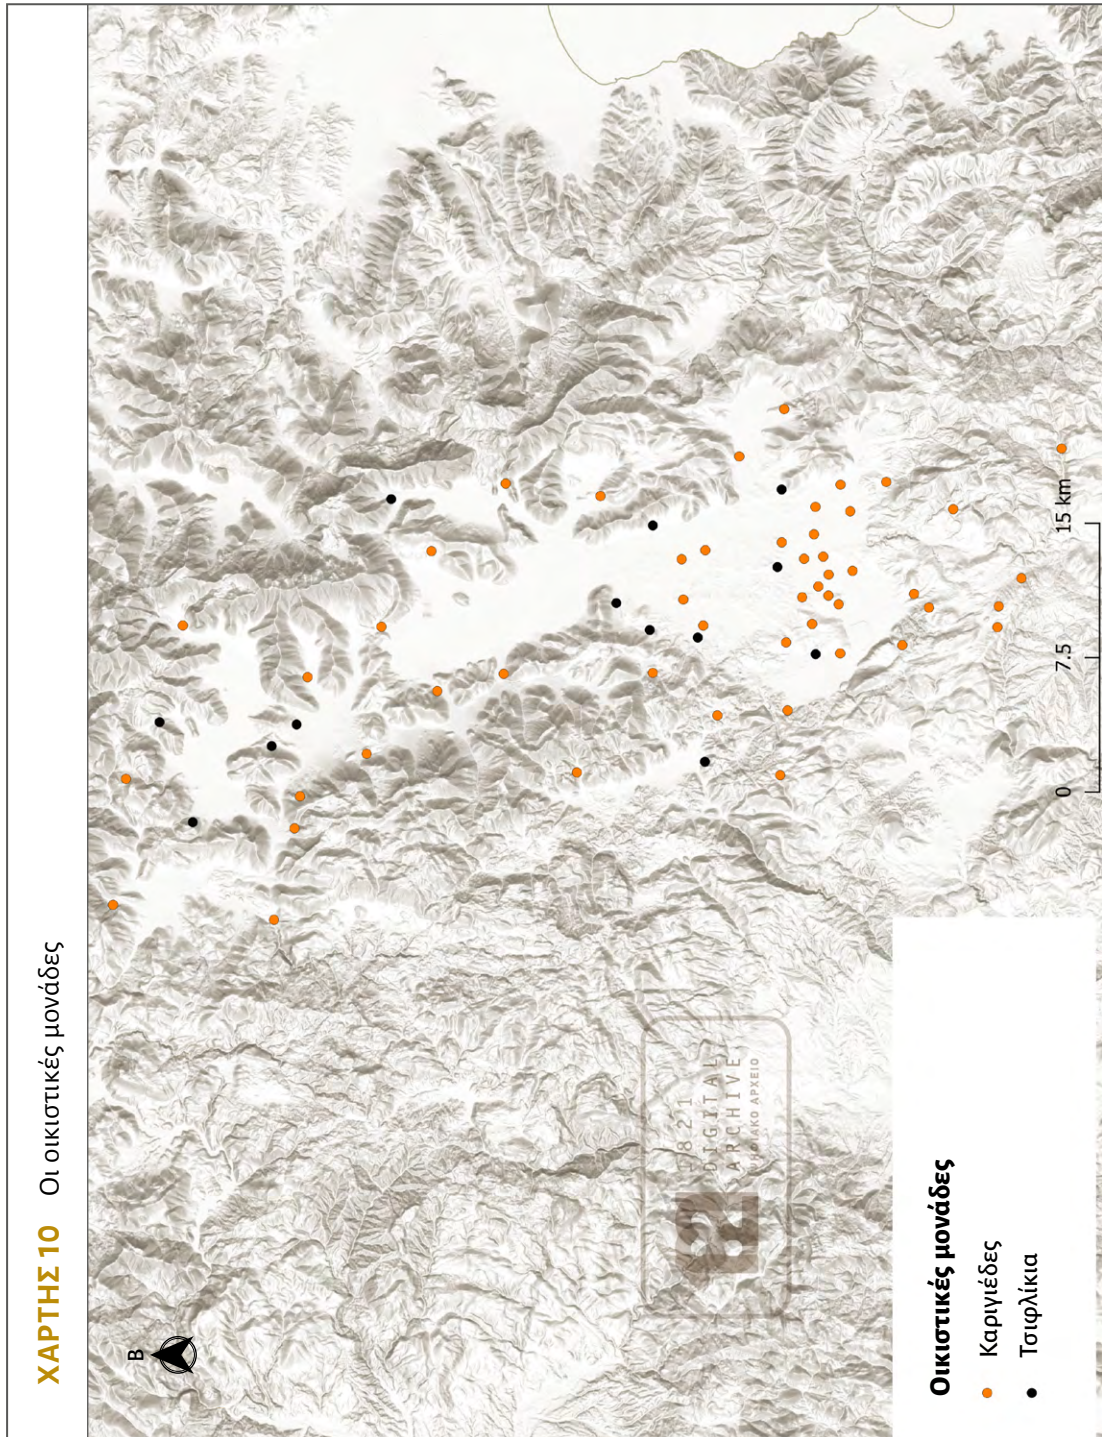 ΧΑΡΤΗΣ 10 Οι οικιστικές μονάδες
Β
1821
DIGITAL
ARCHIVE
ΨΗΦΙΑΚΟ ΑΡΧΕΙΟ
Οικιστικές μονάδες
Καριγιέδες
Τσιφλίκια
0 7.5 15 km